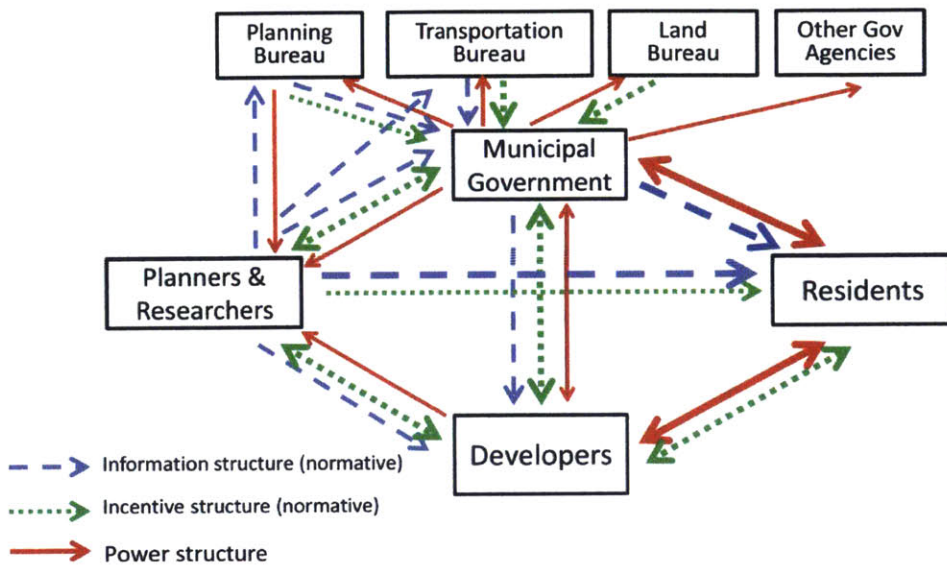 Planning
Bureau
Transportation
Bureau
Land
Bureau
Other Gov
Agencies
Municipal
Government
Planners &
Researchers
Residents
Developers
Information structure (normative)
Incentive structure (normative)
Power structure